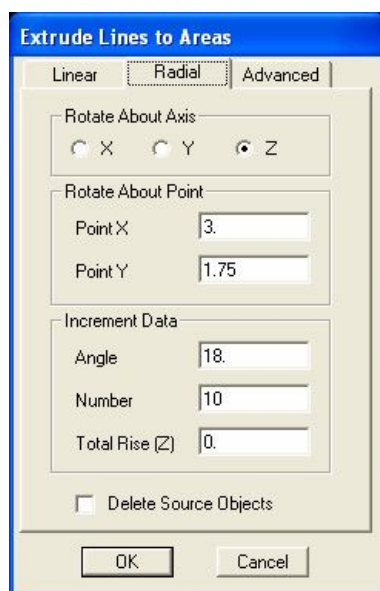 Extrude Lines to Areas
Linear Radial Advanced
Rotate About Axis
X Y Z
Rotate About Point
Point X 3.
Point Y 1.75
Increment Data
Angle 18.
Number 10
Total Rise (Z) 0.
Delete Source Objects
OK Cancel